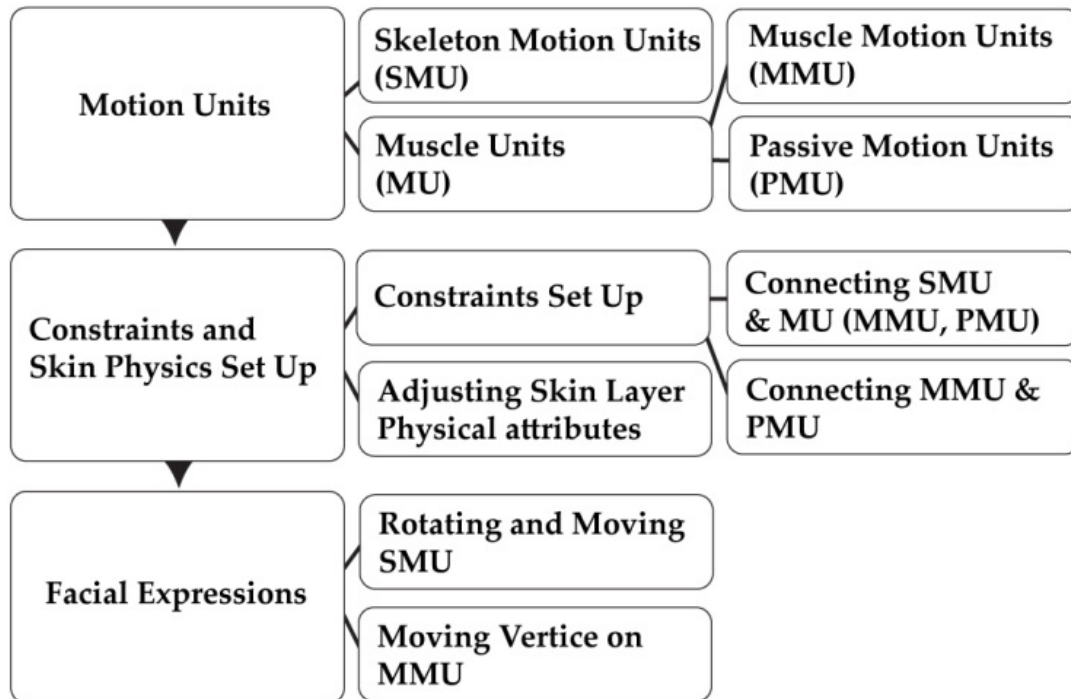 Motion Units
Skeleton Motion Units
(SMU)
Muscle Units
(MU)
Muscle Motion Units
(MMU)
Passive Motion Units
(PMU)
Constraints and
Skin Physics Set Up
Constraints Set Up
Adjusting Skin Layer
Physical attributes
Connecting SMU
& MU (MMU, PMU)
Connecting MMU &
PMU
Facial Expressions
Rotating and Moving
SMU
Moving Vertice on
MMU